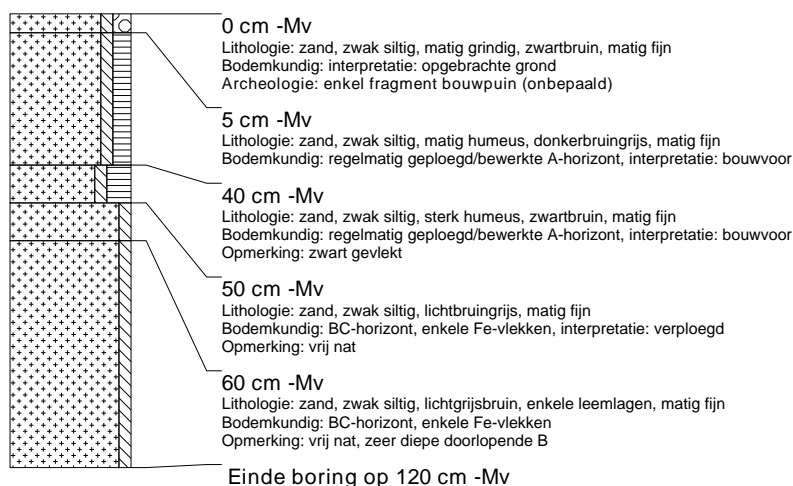 0 cm -Mv
Lithologie: zand, zwak siltig, matig grindig, zwartbruin, matig fijn
Bodemkundig: interpretatie: opgebrachte grond
Archeologie: enkel fragment bouwpuin (onbepaald)
5 cm -Mv
Lithologie: zand, zwak siltig, matig humeus, donkerbruingrijs, matig fijn
Bodemkundig: regelmatig geploegd/bewerkte A-horizont, interpretatie: bouwvoor
40 cm -Mv
Lithologie: zand, zwak siltig, sterk humeus, zwartbruin, matig fijn
Bodemkundig: regelmatig geploegd/bewerkte A-horizont, interpretatie: bouwvoor
Opmerking: zwart gevlekt
50 cm -Mv
Lithologie: zand, zwak siltig, lichtbruingrijs, matig fijn
Bodemkundig: BC-horizont, enkele Fe-vlekken, interpretatie: verploegd
Opmerking: vrij nat
60 cm -Mv
Lithologie: zand, zwak siltig, lichtgrijsbruin, enkele leemlagen, matig fijn
Bodemkundig: BC-horizont, enkele Fe-vlekken
Opmerking: vrij nat, zeer diepe doorlopende B
Einde boring op 120 cm -Mv